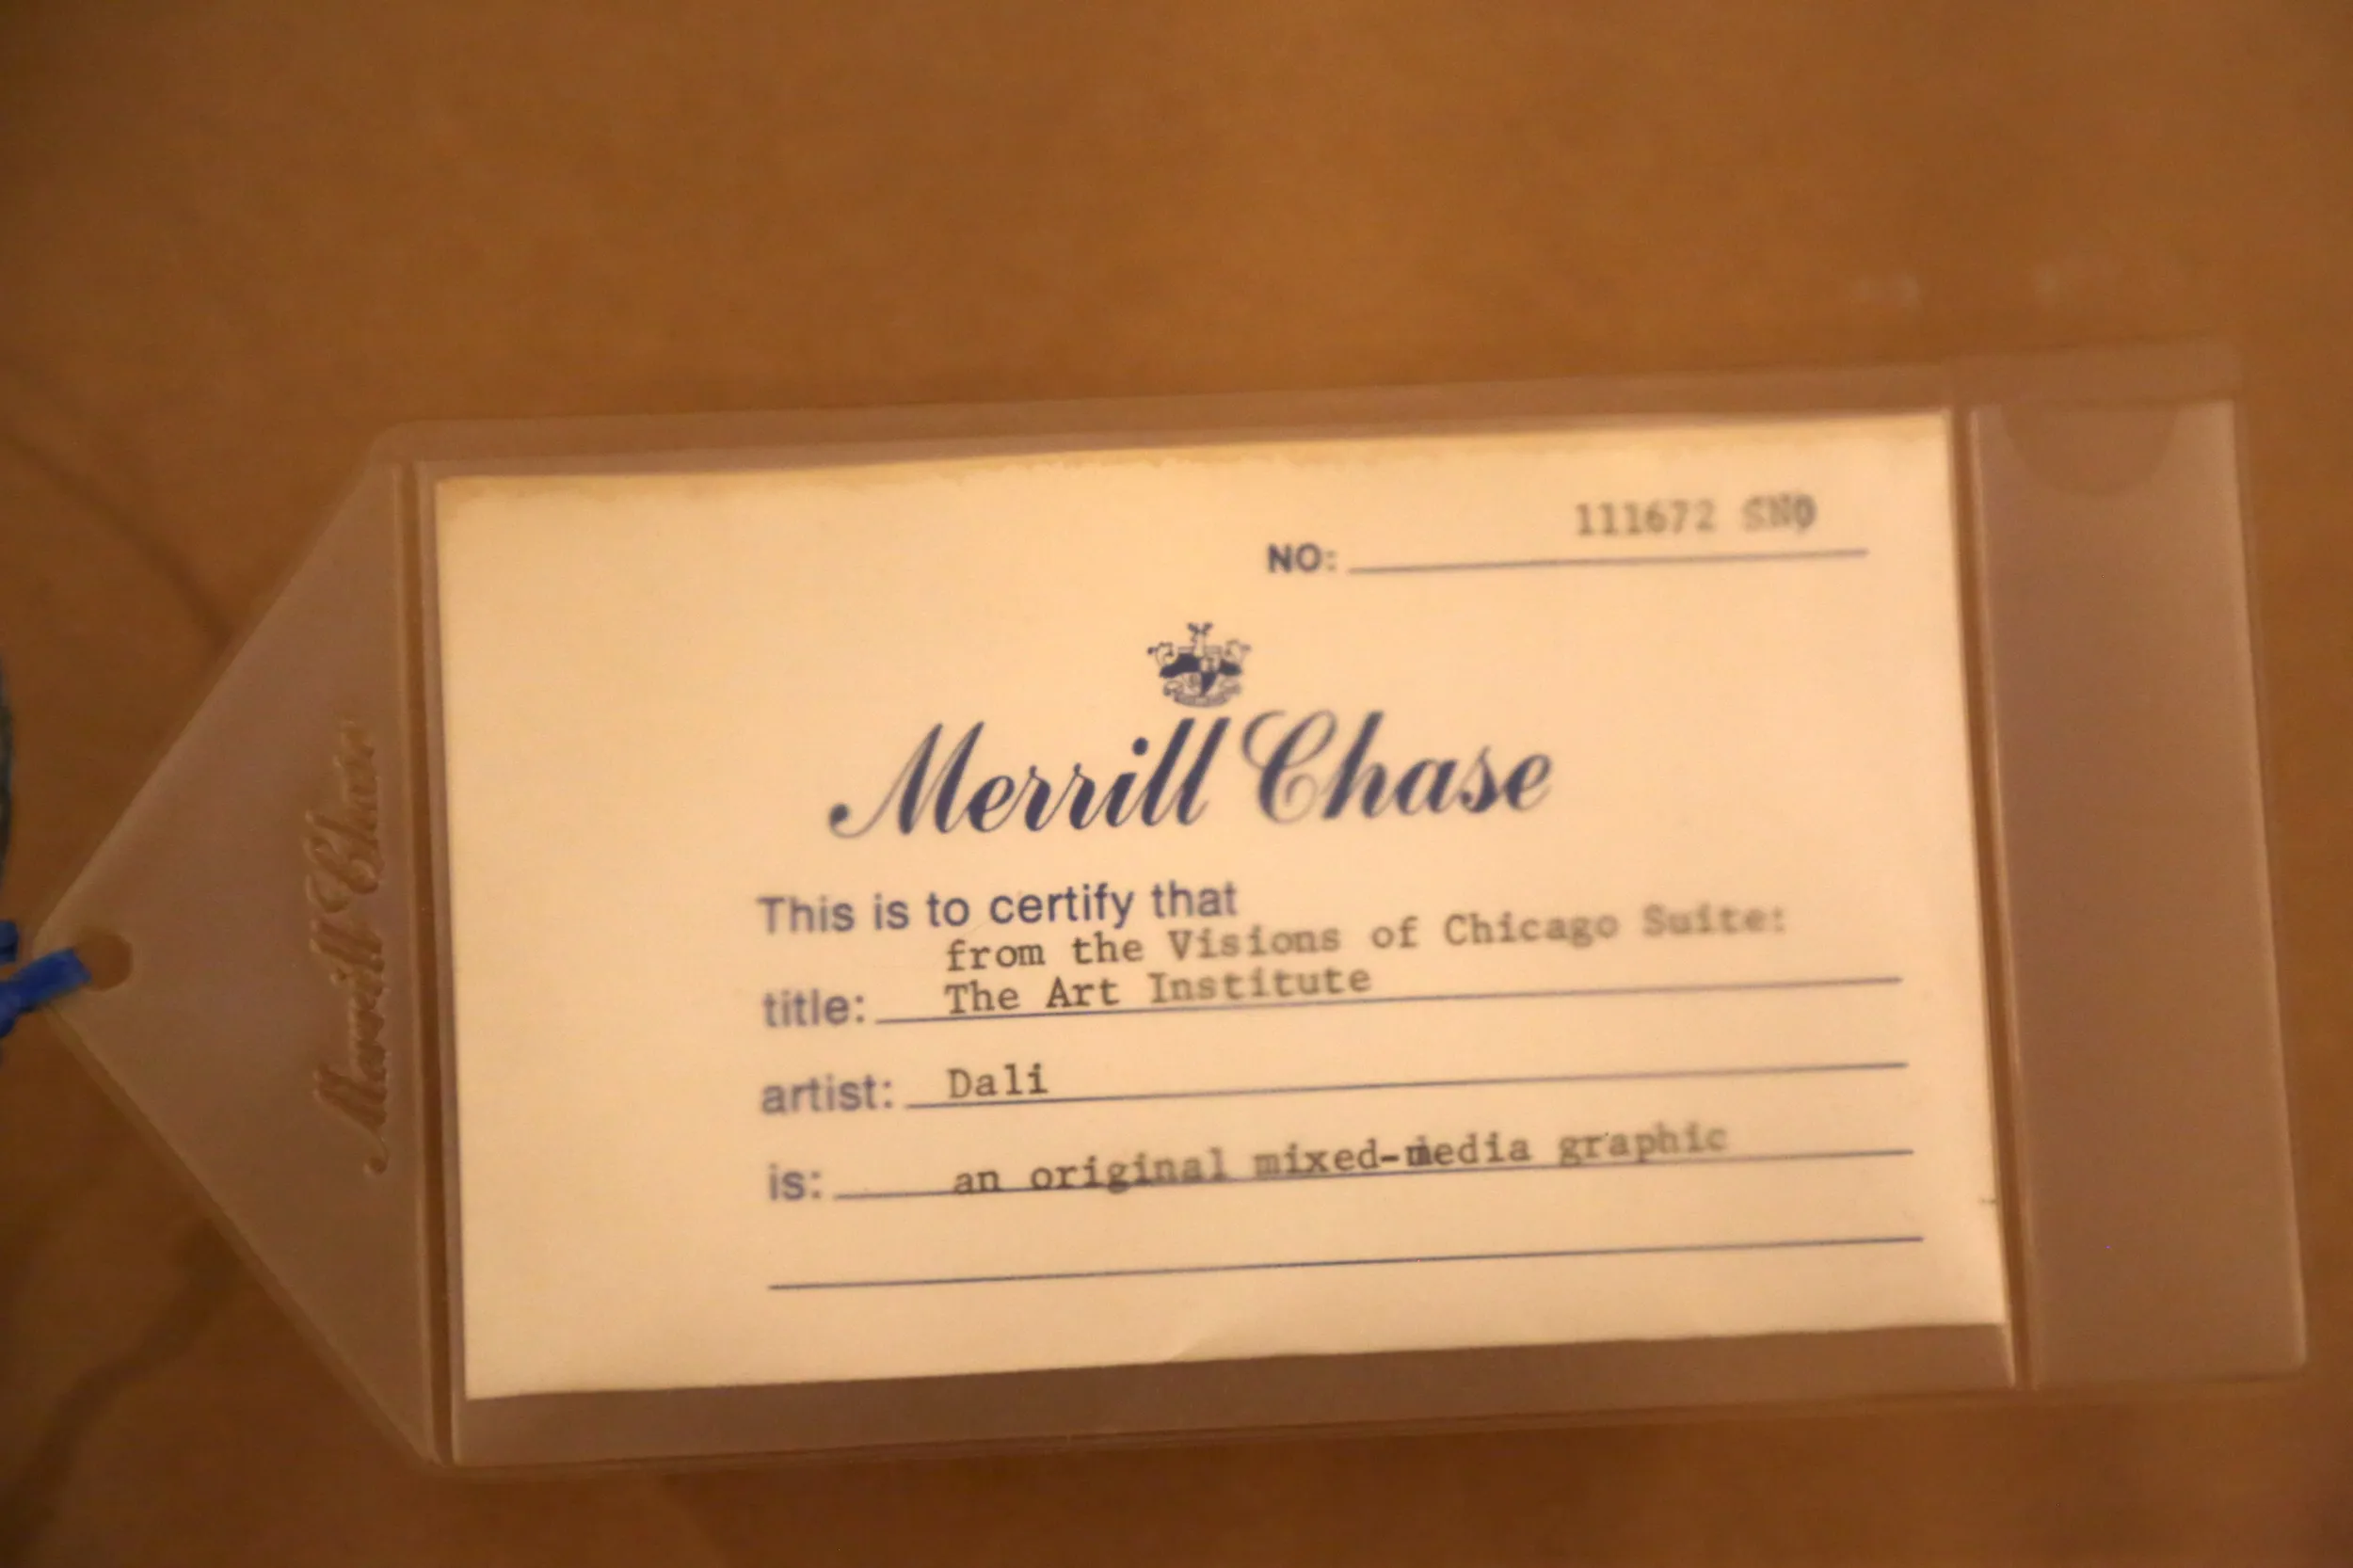 111672 SNO
NO:
Merrill Chase
Merrill Chase
This is to certify that
from the Visions of Chicago Suite:
title: The Art Institute
artist: Dali
is: an original mixed-media graphic